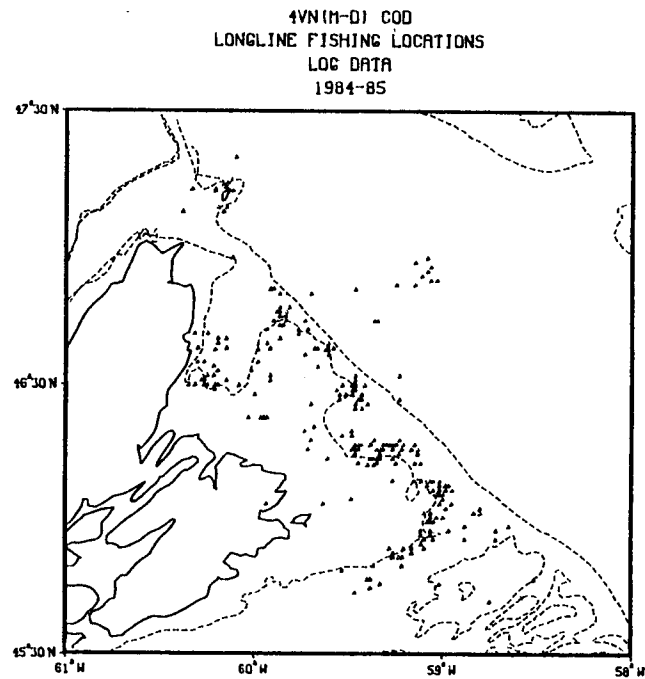 4VN(M-D) COD
LONGLINE FISHING LOCATIONS
LOG DATA
1984-85
47°30 N
46°30 N
45°30 N
61° W
60° W
59° W
58° W